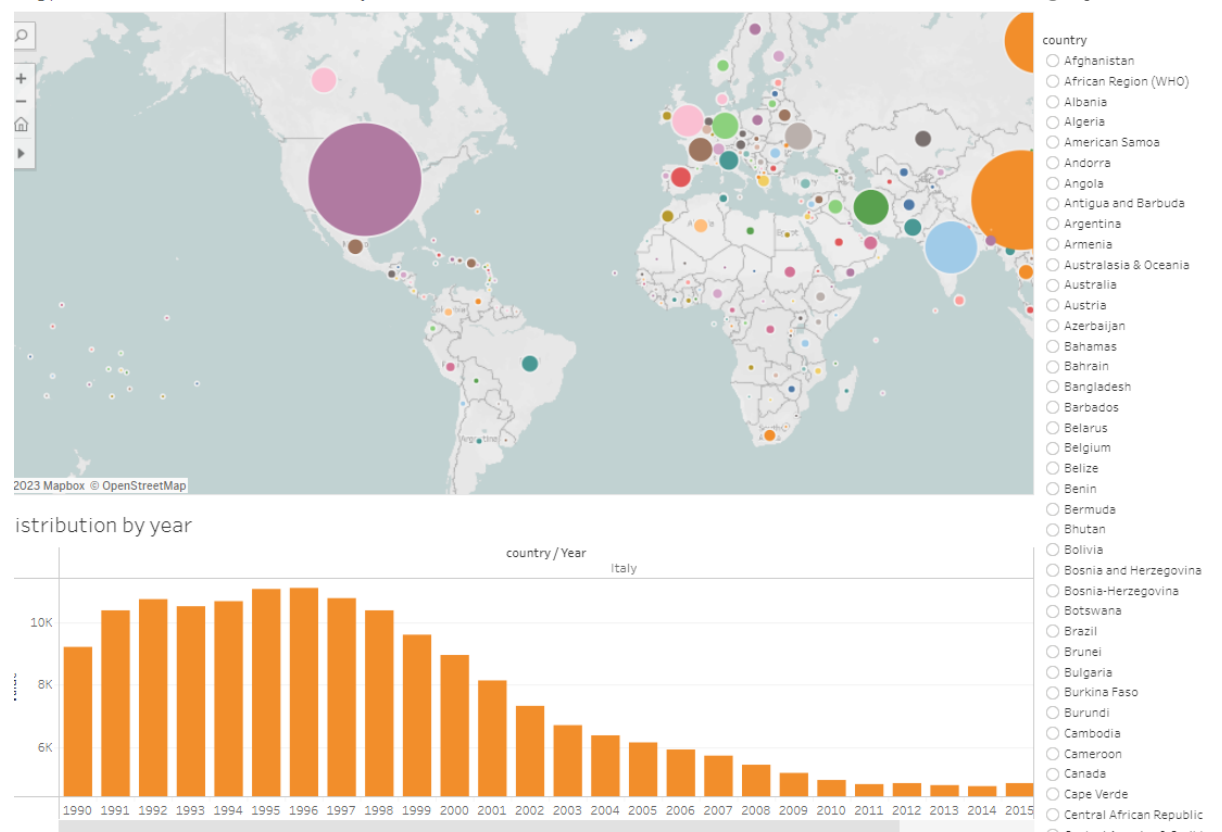 2023 Mapbox © OpenStreetMap
istribution by year
country / Year
Italy
10K
8K
6K
1990 1991 1992 1993 1994 1995 1996 1997 1998 1999 2000 2001 2002 2003 2004 2005 2006 2007 2008 2009 2010 2011 2012 2013 2014 2015
country
Afghanistan
African Region (WHO)
Albania
Algeria
American Samoa
Andorra
Angola
Antigua and Barbuda
Argentina
Armenia
Australasia & Oceania
Australia
Austria
Azerbaijan
Bahamas
Bahrain
Bangladesh
Barbados
Belarus
Belgium
Belize
Benin
Bermuda
Bhutan
Bolivia
Bosnia and Herzegovina
Bosnia-Herzegovina
Botswana
Brazil
Brunei
Bulgaria
Burkina Faso
Burundi
Cambodia
Cameroon
Canada
Cape Verde
Central African Republic